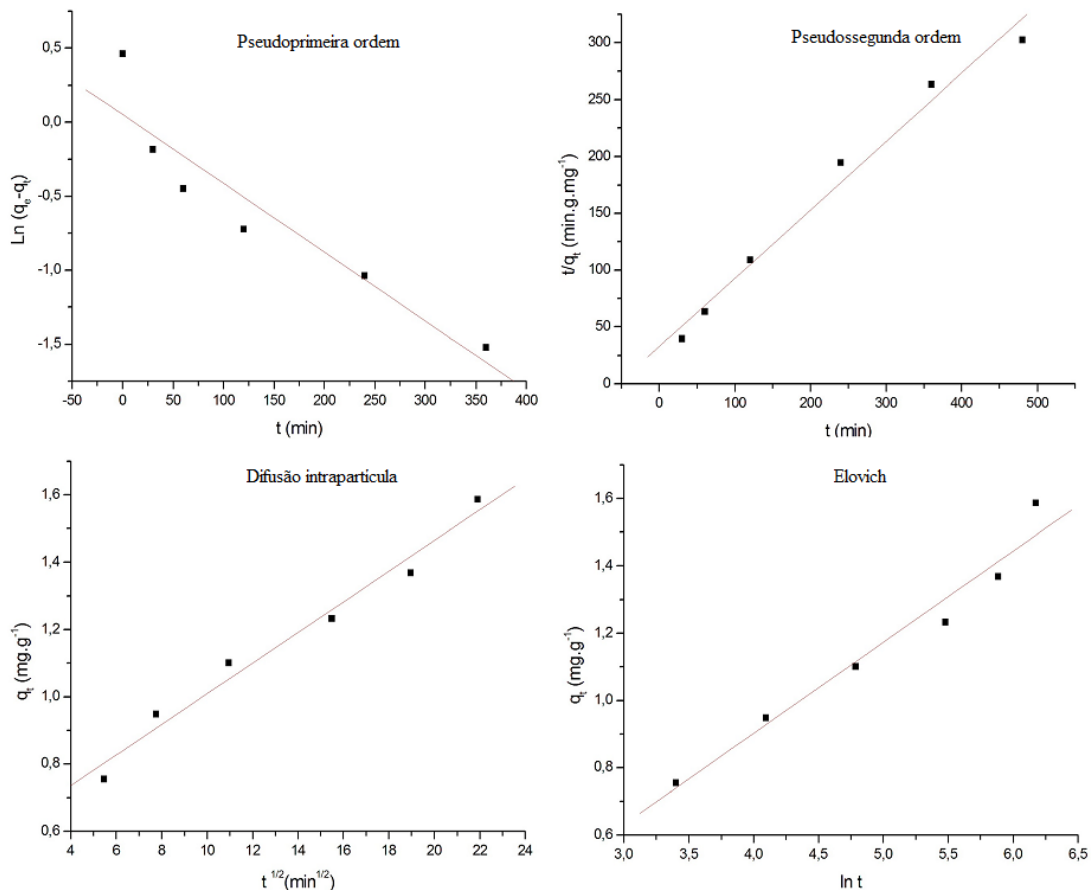 Pseudoprimeira ordem
0,5
0,0
-0,5
-1,0
-1,5
Ln (qₑ-qₜ)
-50 0 50 100 150 200 250 300 350 400
t (min)
Pseudossegunda ordem
300
250
200
150
100
50
0
t/qₜ (min.g.mg⁻¹)
0 100 200 300 400 500
t (min)
Difusão intrapartícula
1,6
1,4
1,2
1,0
0,8
0,6
qₜ (mg.g⁻¹)
4 6 8 10 12 14 16 18 20 22 24
t ¹/²(min¹/²)
Elovich
1,6
1,4
1,2
1,0
0,8
0,6
qₜ (mg.g⁻¹)
3,0 3,5 4,0 4,5 5,0 5,5 6,0 6,5
ln t